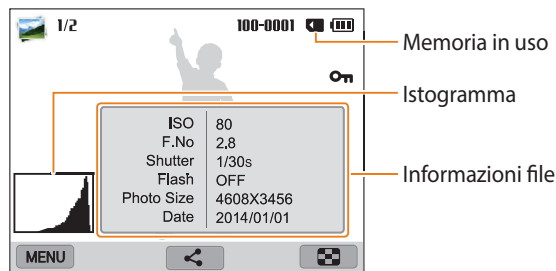 1/2
100-0001
Memoria in uso
Istogramma
ISO 80
F.No 2.8
Shutter 1/30s
Flash OFF
Photo Size 4608X3456
Date 2014/01/01
Informazioni file
MENU